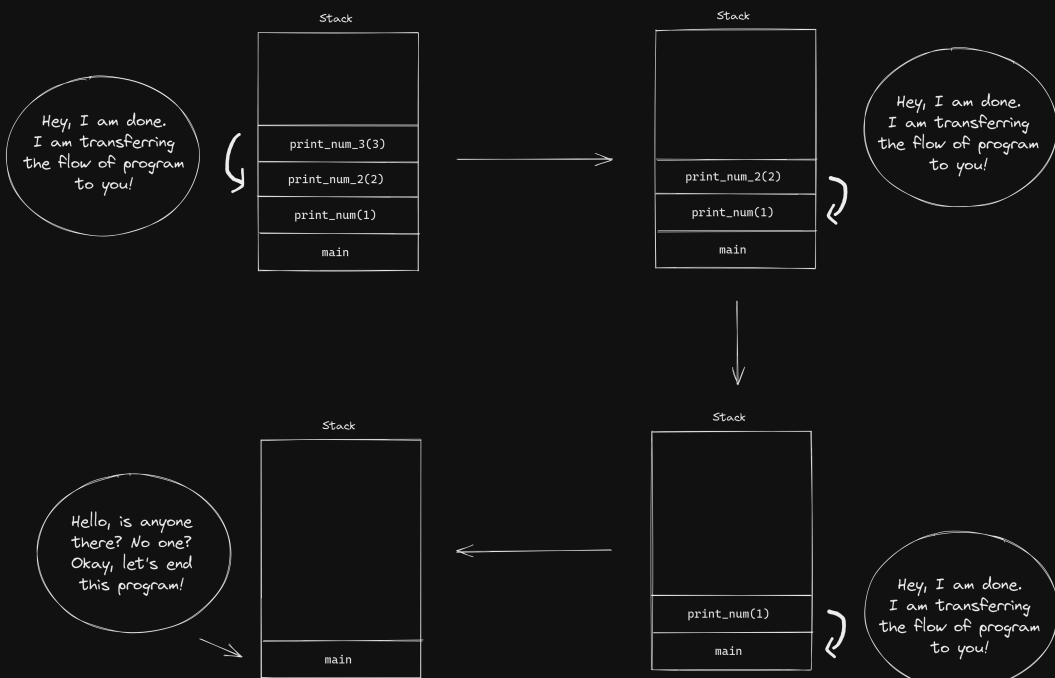 Stack
Hey, I am done.
I am transferring
the flow of program
to you!
print_num_3(3)
print_num_2(2)
print_num(1)
main
Stack
print_num_2(2)
print_num(1)
main
Hey, I am done.
I am transferring
the flow of program
to you!
Stack
print_num(1)
main
Hey, I am done.
I am transferring
the flow of program
to you!
Stack
Hello, is anyone
there? No one?
Okay, let's end
this program!
main